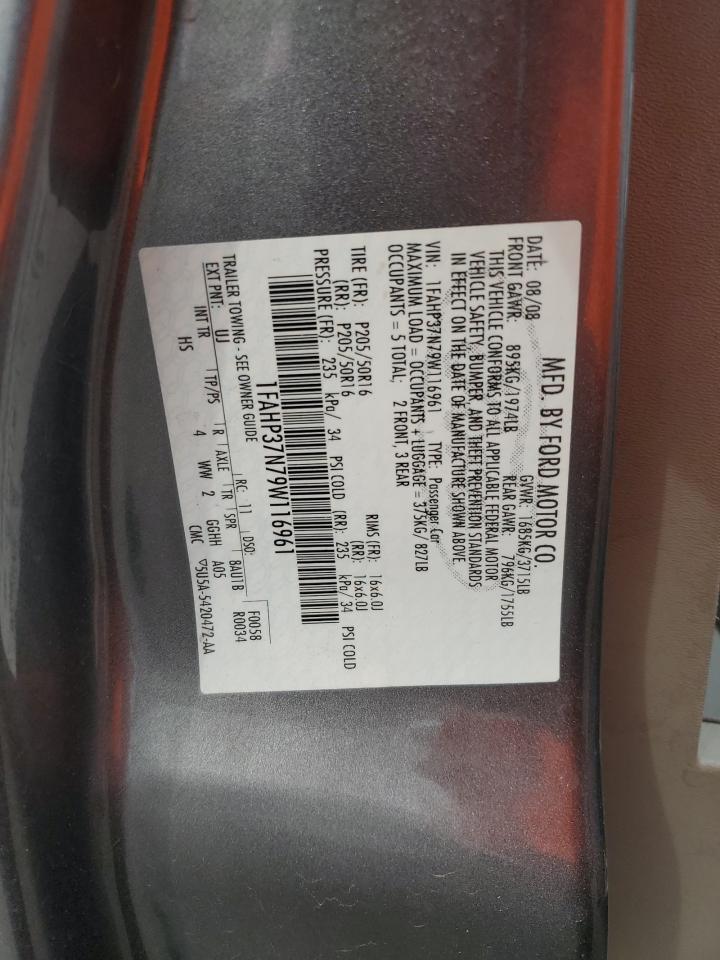 MFD. BY FORD MOTOR CO.
DATE: 08/08 GVWR: 1685KG/3715LB
FRONT GAWR: 895KG/1974LB REAR GAWR: 796KG/1755LB
THIS VEHICLE CONFORMS TO ALL APPLICABLE FEDERAL MOTOR
VEHICLE SAFETY, BUMPER AND THEFT PREVENTION STANDARDS
IN EFFECT ON THE DATE OF MANUFACTURE SHOWN ABOVE.
VIN: 1FAHP37N79W116961 TYPE: Passenger Car
MAXIMUM LOAD = OCCUPANTS + LUGGAGE = 375KG/ 827LB
OCCUPANTS = 5 TOTAL; 2 FRONT, 3 REAR
TIRE (FR): P205/50R16 RIMS (FR): 16x6.0J
(RR): P205/50R16 (RR): 16x6.0J
PRESSURE (FR): 235 kPa/ 34 PSI COLD (RR): 235 kPa/ 34 PSI COLD
1FAHP37N79W116961
TRAILER TOWING - SEE OWNER GUIDE
EXT PNT: UJ RC: 11 DSO: F0058
INT TR TP/PS R AXLE TR SPR 8AU1B R0034
HS 4 WW 2 GGHH A05
CMC ▽5U5A-5420472-AA